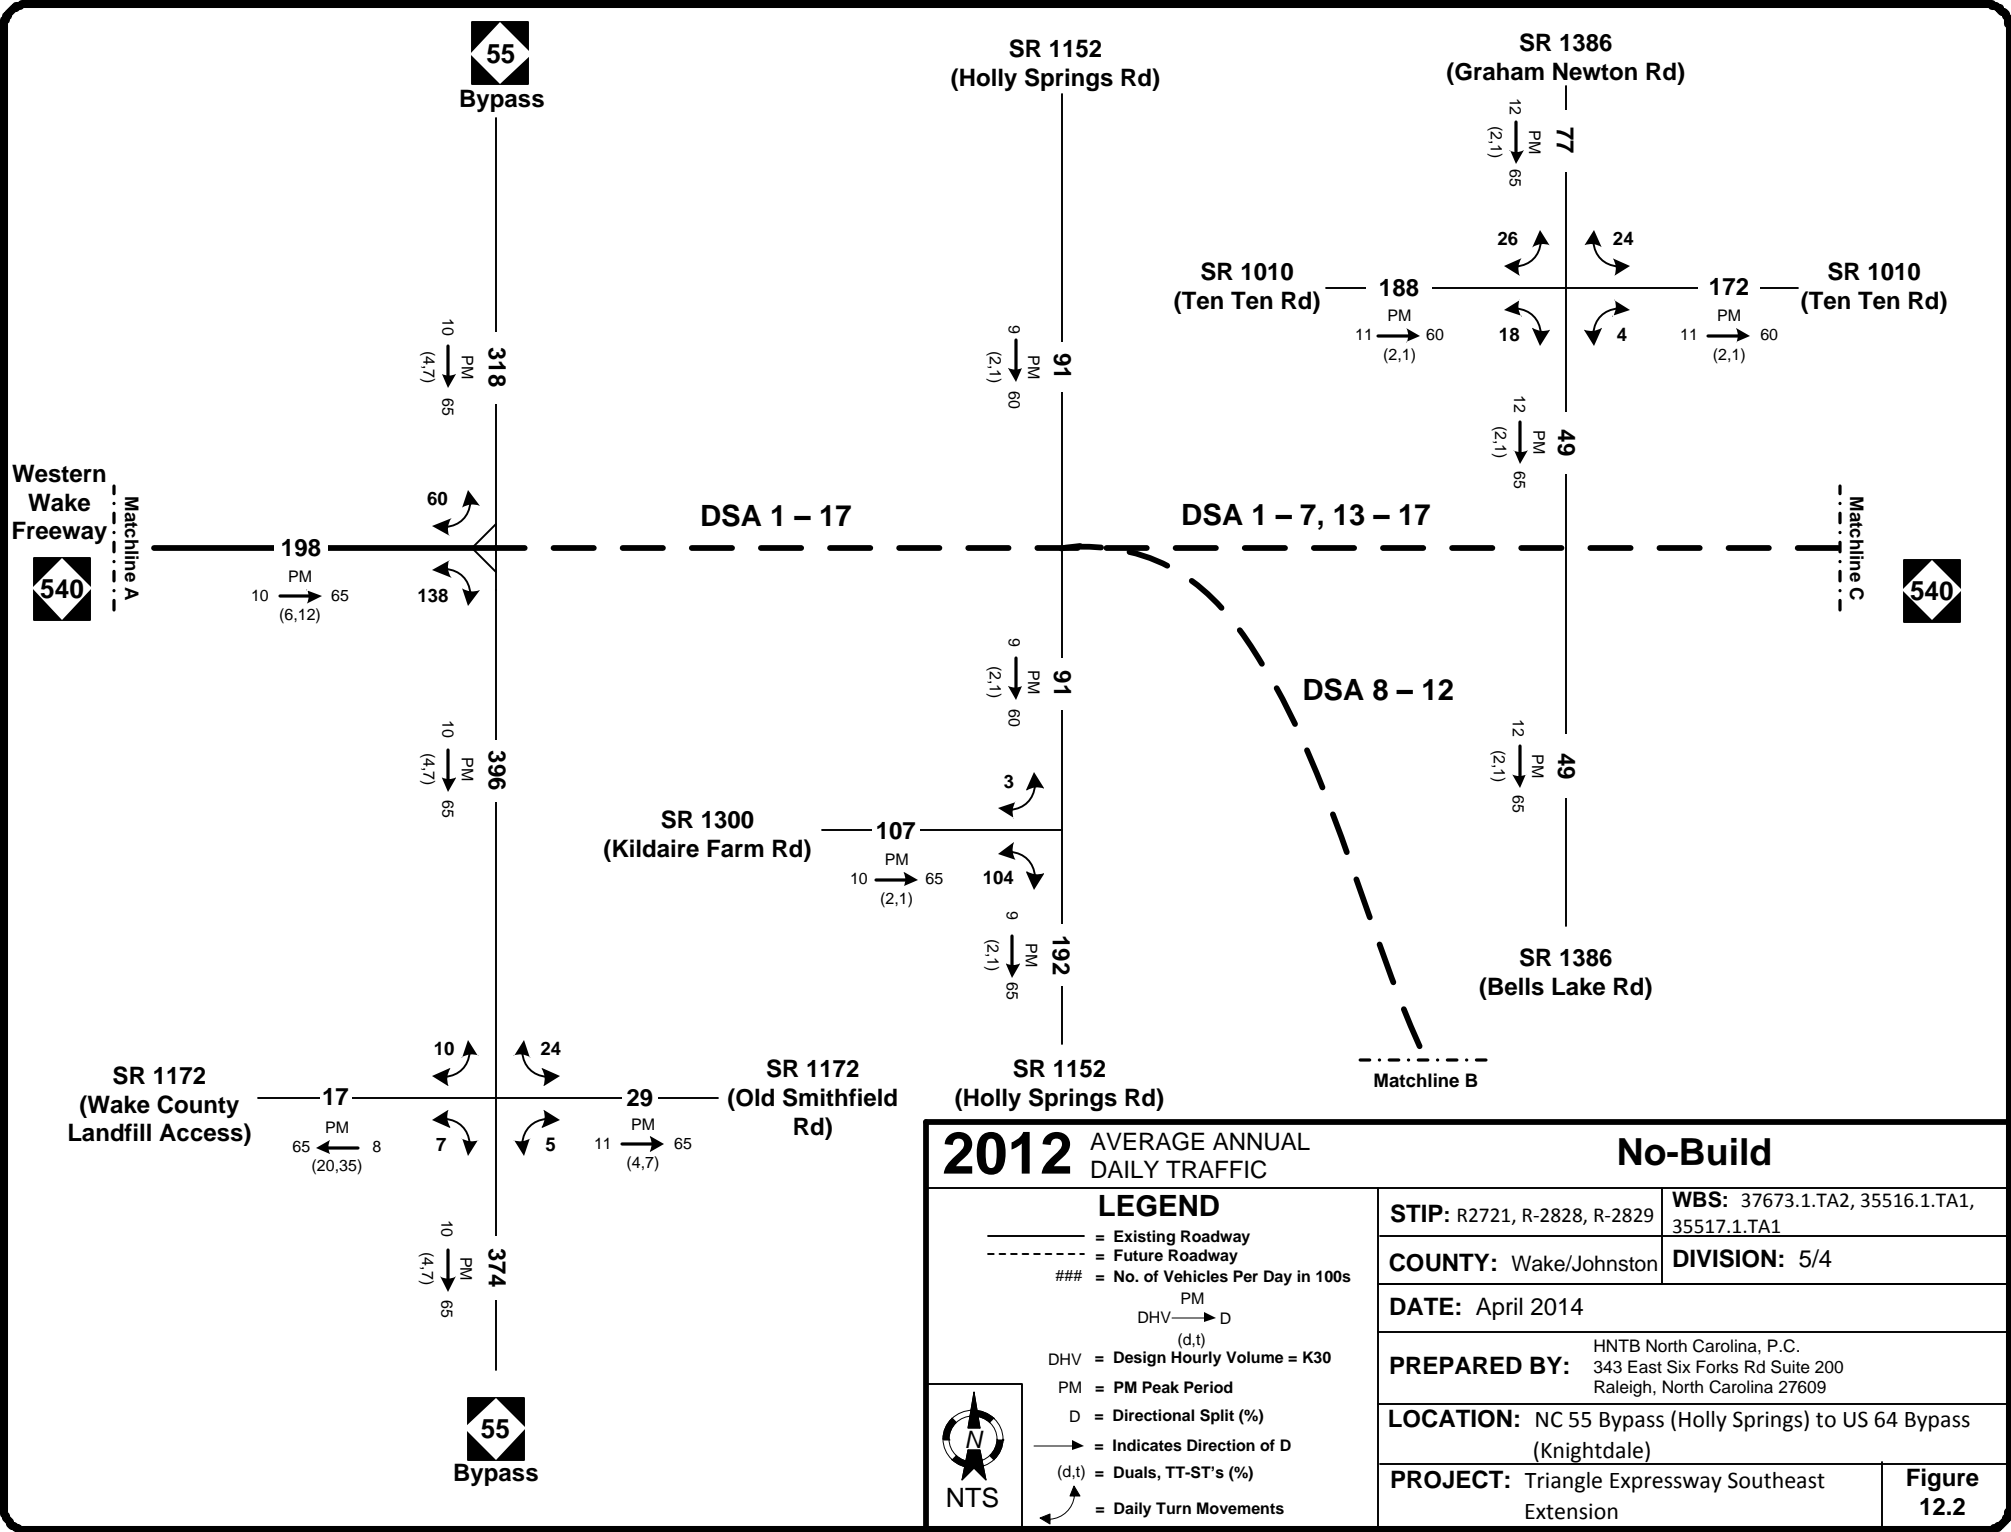 55
Bypass
SR 1152
(Holly Springs Rd)
SR 1386
(Graham Newton Rd)
12
PM
77
(2,1)
65
26
24
SR 1010
(Ten Ten Rd)
188
PM
11
60
(2,1)
172
PM
11
60
(2,1)
SR 1010
(Ten Ten Rd)
18
4
10
PM
318
(4,7)
65
9
PM
91
(2,1)
60
12
PM
49
(2,1)
65
Western
Wake
Freeway
540
Matchline A
198
PM
10
65
(6,12)
60
138
DSA 1 – 17
DSA 1 – 7, 13 – 17
Matchline C
540
9
PM
91
(2,1)
60
DSA 8 – 12
10
PM
396
(4,7)
65
12
PM
49
(2,1)
65
3
SR 1300
(Kildaire Farm Rd)
107
PM
10
65
(2,1)
104
9
PM
192
(2,1)
65
SR 1386
(Bells Lake Rd)
10
24
SR 1172
(Wake County
Landfill Access)
17
PM
65
8
(20,35)
29
PM
11
65
(4,7)
SR 1172
(Old Smithfield
Rd)
7
5
SR 1152
(Holly Springs Rd)
Matchline B
10
PM
374
(4,7)
65
55
Bypass
2012 AVERAGE ANNUAL
DAILY TRAFFIC
No-Build
LEGEND
= Existing Roadway
= Future Roadway
### = No. of Vehicles Per Day in 100s
PM
DHV D
(d,t)
DHV = Design Hourly Volume = K30
PM = PM Peak Period
D = Directional Split (%)
= Indicates Direction of D
(d,t) = Duals, TT-ST's (%)
= Daily Turn Movements
N
NTS
STIP: R2721, R-2828, R-2829
WBS: 37673.1.TA2, 35516.1.TA1,
35517.1.TA1
COUNTY: Wake/Johnston
DIVISION: 5/4
DATE: April 2014
PREPARED BY:
HNTB North Carolina, P.C.
343 East Six Forks Rd Suite 200
Raleigh, North Carolina 27609
LOCATION: NC 55 Bypass (Holly Springs) to US 64 Bypass
(Knightdale)
PROJECT: Triangle Expressway Southeast
Extension
Figure
12.2